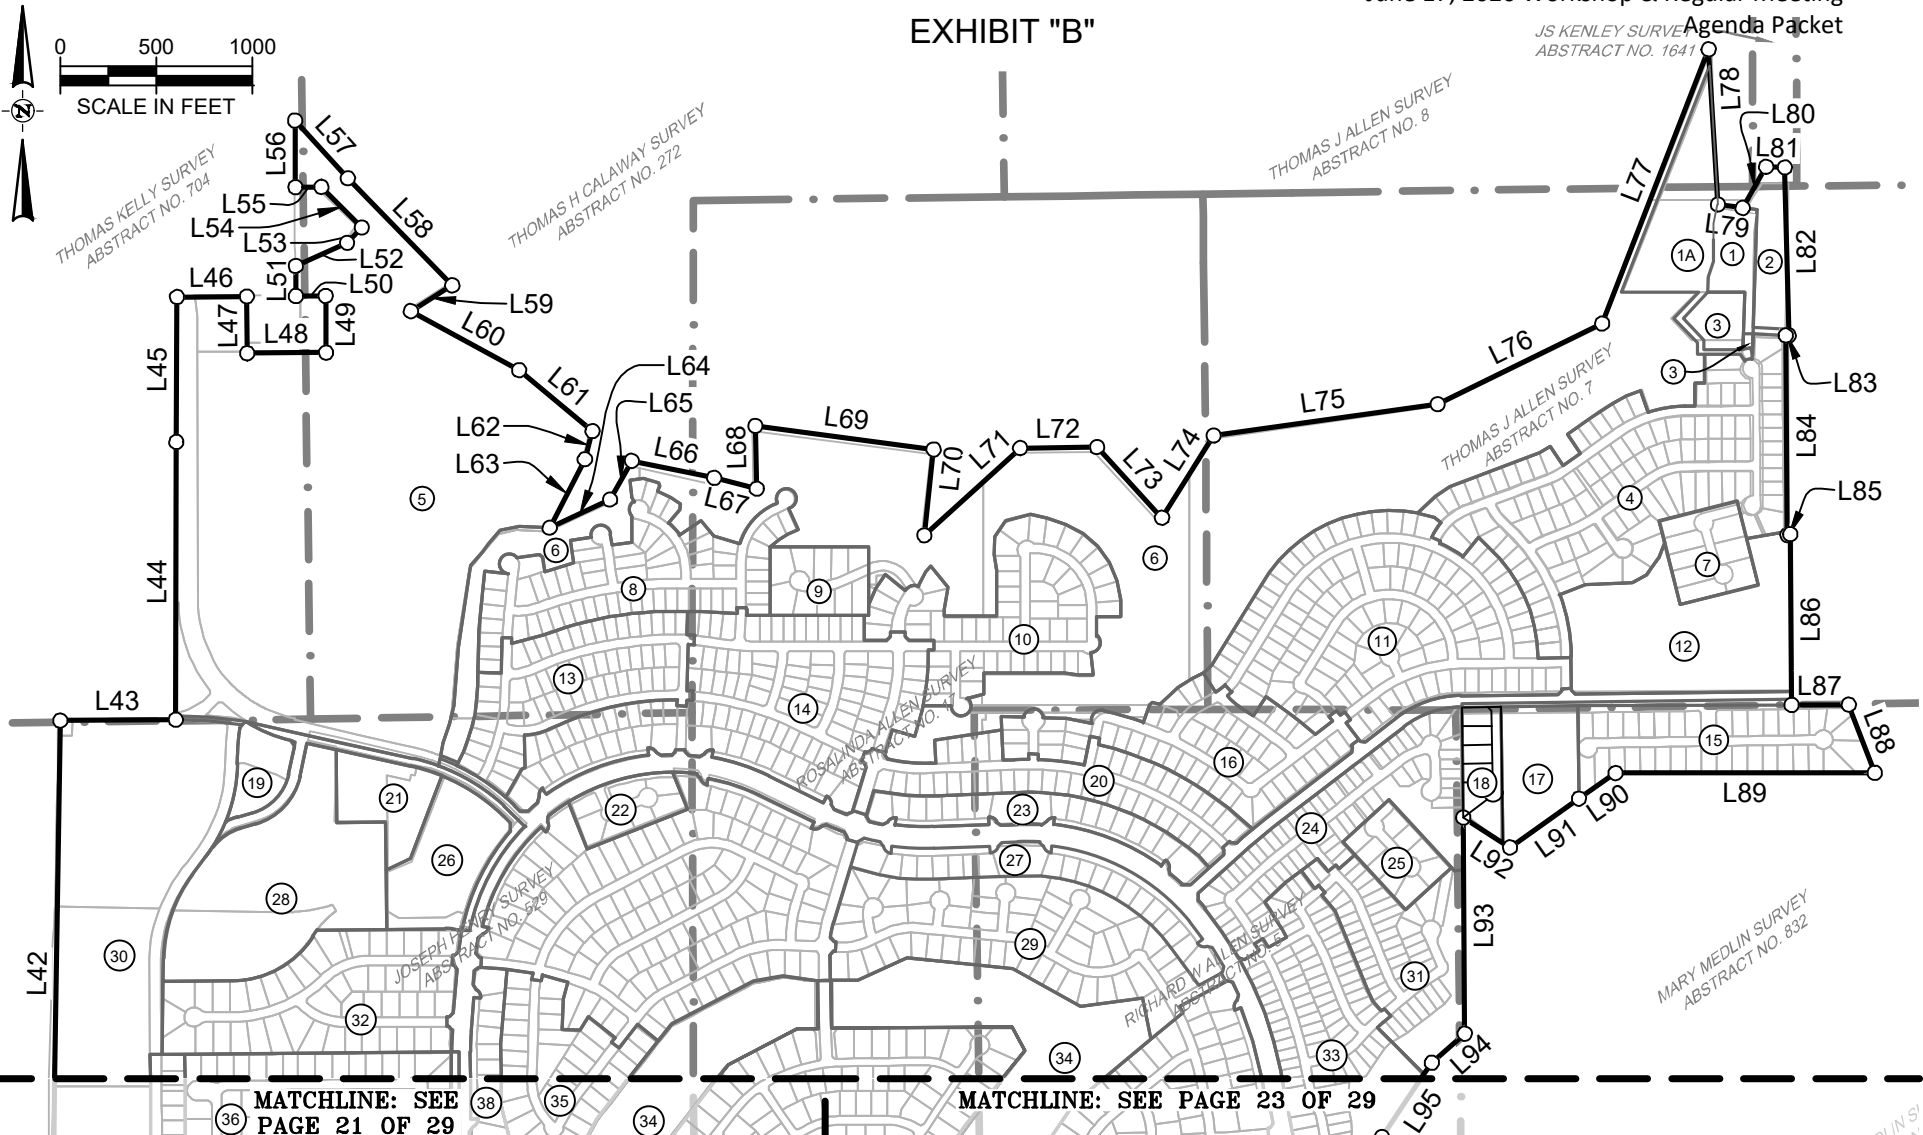 June 17, 2020 Workshop & Regular Meeting
Agenda Packet
EXHIBIT "B"
0 500 1000
SCALE IN FEET
N
JS KENLEY SURVEY
ABSTRACT NO. 1641
THOMAS J ALLEN SURVEY
ABSTRACT NO. 8
THOMAS H CALAWAY SURVEY
ABSTRACT NO. 272
THOMAS KELLY SURVEY
ABSTRACT NO. 704
L56
L57
L55
L54
L53
L58
L52
L51
L50
L46
L47
L48
L49
L45
L59
L60
L61
L62
L63
L64
L65
L66
L67
L68
L69
L70
L71
L72
L73
L74
L75
L76
L77
L78
L79
L80
L81
L82
L83
L84
L85
L86
L87
L88
L89
L90
L91
L92
L93
L94
L95
L44
L43
L42
1A
1
2
3
3
THOMAS J ALLEN SURVEY
ABSTRACT NO. 7
4
5
6
6
7
8
9
10
11
12
13
14
ROSALINDA ALLEN SURVEY
ABSTRACT NO. 17
15
16
17
18
19
20
21
22
23
24
25
26
27
28
29
30
31
32
33
34
34
35
36
38
JOSEPH HENRY SURVEY
ABSTRACT NO. 529
RICHARD W ALLEN SURVEY
ABSTRACT NO. 5
MARY MEDLIN SURVEY
ABSTRACT NO. 832
MATCHLINE: SEE
PAGE 21 OF 29
MATCHLINE: SEE PAGE 23 OF 29